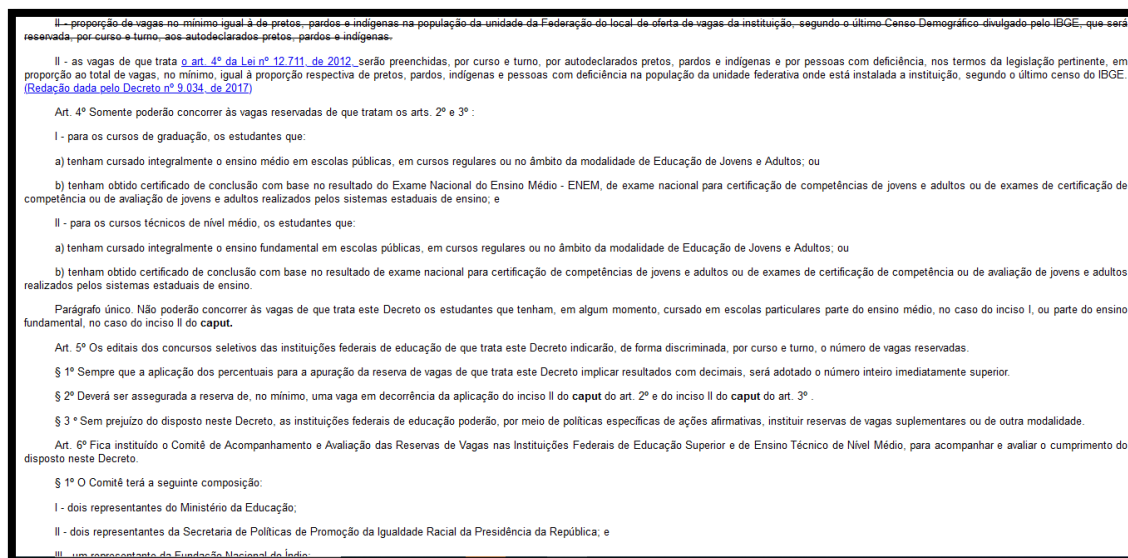 II - proporção de vagas no mínimo igual à de pretos, pardos e indígenas na população da unidade da Federação do local de oferta de vagas da instituição, segundo o último Censo Demográfico divulgado pelo IBGE, que será
reservada, por curso e turno, aos autodeclarados pretos, pardos e indígenas.
II - as vagas de que trata o art. 4º da Lei nº 12.711, de 2012, serão preenchidas, por curso e turno, por autodeclarados pretos, pardos e indígenas e por pessoas com deficiência, nos termos da legislação pertinente, em
proporção ao total de vagas, no mínimo, igual à proporção respectiva de pretos, pardos, indígenas e pessoas com deficiência na população da unidade federativa onde está instalada a instituição, segundo o último censo do IBGE.
(Redação dada pelo Decreto nº 9.034, de 2017)
Art. 4º Somente poderão concorrer às vagas reservadas de que tratam os arts. 2º e 3º :
I - para os cursos de graduação, os estudantes que:
a) tenham cursado integralmente o ensino médio em escolas públicas, em cursos regulares ou no âmbito da modalidade de Educação de Jovens e Adultos; ou
b) tenham obtido certificado de conclusão com base no resultado do Exame Nacional do Ensino Médio - ENEM, de exame nacional para certificação de competências de jovens e adultos ou de exames de certificação de
competência ou de avaliação de jovens e adultos realizados pelos sistemas estaduais de ensino; e
II - para os cursos técnicos de nível médio, os estudantes que:
a) tenham cursado integralmente o ensino fundamental em escolas públicas, em cursos regulares ou no âmbito da modalidade de Educação de Jovens e Adultos; ou
b) tenham obtido certificado de conclusão com base no resultado de exame nacional para certificação de competências de jovens e adultos ou de exames de certificação de competência ou de avaliação de jovens e adultos
realizados pelos sistemas estaduais de ensino.
Parágrafo único. Não poderão concorrer às vagas de que trata este Decreto os estudantes que tenham, em algum momento, cursado em escolas particulares parte do ensino médio, no caso do inciso I, ou parte do ensino
fundamental, no caso do inciso II do caput.
Art. 5º Os editais dos concursos seletivos das instituições federais de educação de que trata este Decreto indicarão, de forma discriminada, por curso e turno, o número de vagas reservadas.
§ 1º Sempre que a aplicação dos percentuais para a apuração da reserva de vagas de que trata este Decreto implicar resultados com decimais, será adotado o número inteiro imediatamente superior.
§ 2º Deverá ser assegurada a reserva de, no mínimo, uma vaga em decorrência da aplicação do inciso II do caput do art. 2º e do inciso II do caput do art. 3º .
§ 3 º Sem prejuízo do disposto neste Decreto, as instituições federais de educação poderão, por meio de políticas específicas de ações afirmativas, instituir reservas de vagas suplementares ou de outra modalidade.
Art. 6º Fica instituído o Comitê de Acompanhamento e Avaliação das Reservas de Vagas nas Instituições Federais de Educação Superior e de Ensino Técnico de Nível Médio, para acompanhar e avaliar o cumprimento do
disposto neste Decreto.
§ 1º O Comitê terá a seguinte composição:
I - dois representantes do Ministério da Educação;
II - dois representantes da Secretaria de Políticas de Promoção da Igualdade Racial da Presidência da República; e
III - um representante da Fundação Nacional do Índio;